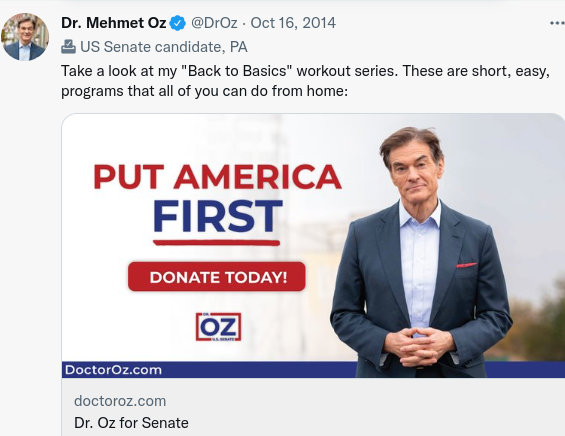 Dr. Mehmet Oz @DrOz · Oct 16, 2014
US Senate candidate, PA
Take a look at my "Back to Basics" workout series. These are short, easy,
programs that all of you can do from home:
PUT AMERICA
FIRST
DONATE TODAY!
DR.
OZ
U.S. SENATE
DoctorOz.com
doctoroz.com
Dr. Oz for Senate